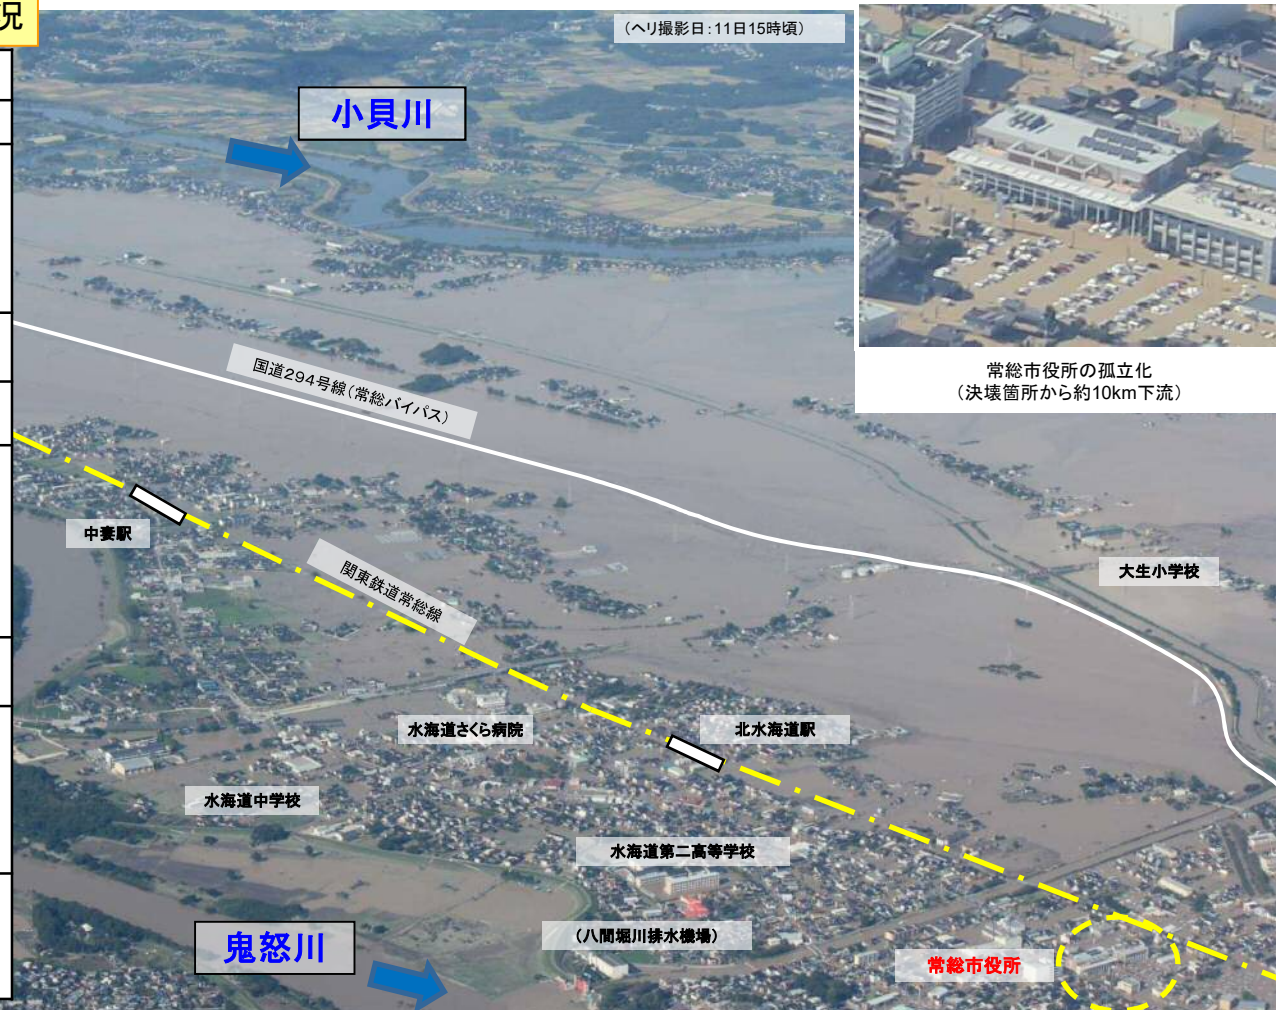 況
（ヘリ撮影日：11日15時頃）
小貝川
常総市役所の孤立化
（決壊箇所から約10km下流）
国道294号線（常総バイパス）
中妻駅
関東鉄道常総線
大生小学校
水海道さくら病院
北水海道駅
水海道中学校
水海道第二高等学校
鬼怒川
（八間堀川排水機場）
常総市役所